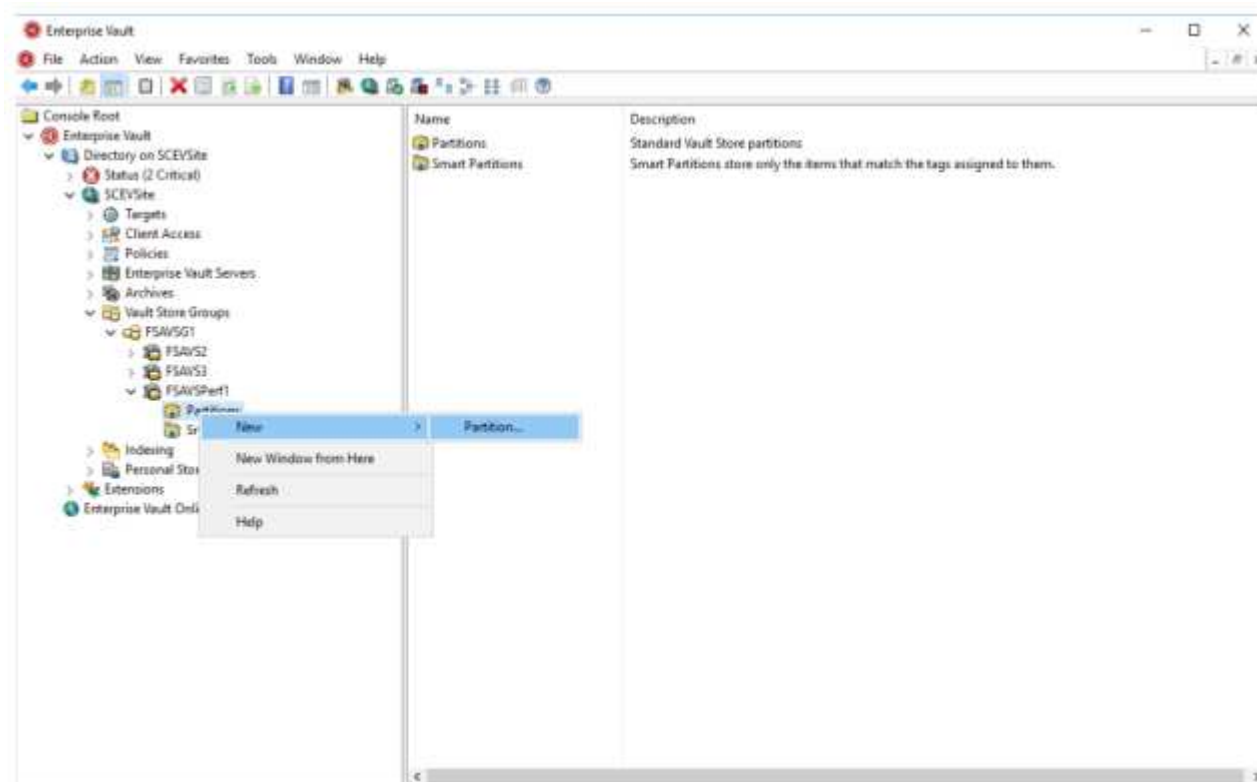 Enterprise Vault
File Action View Favorites Tools Window Help
Console Root
Enterprise Vault
Directory on SCEVSite
Status (2 Critical)
SCEVSite
Targets
Client Access
Policies
Enterprise Vault Servers
Archives
Vault Store Groups
FSAVSG1
FSAVS2
FSAVS3
FSAVSPerf1
Partitions
Indexing
Personal Stor
Extensions
Enterprise Vault Onli
Name Description
Partitions Standard Vault Store partitions
Smart Partitions Smart Partitions store only the items that match the tags assigned to them.
New
Partition...
New Window from Here
Refresh
Help